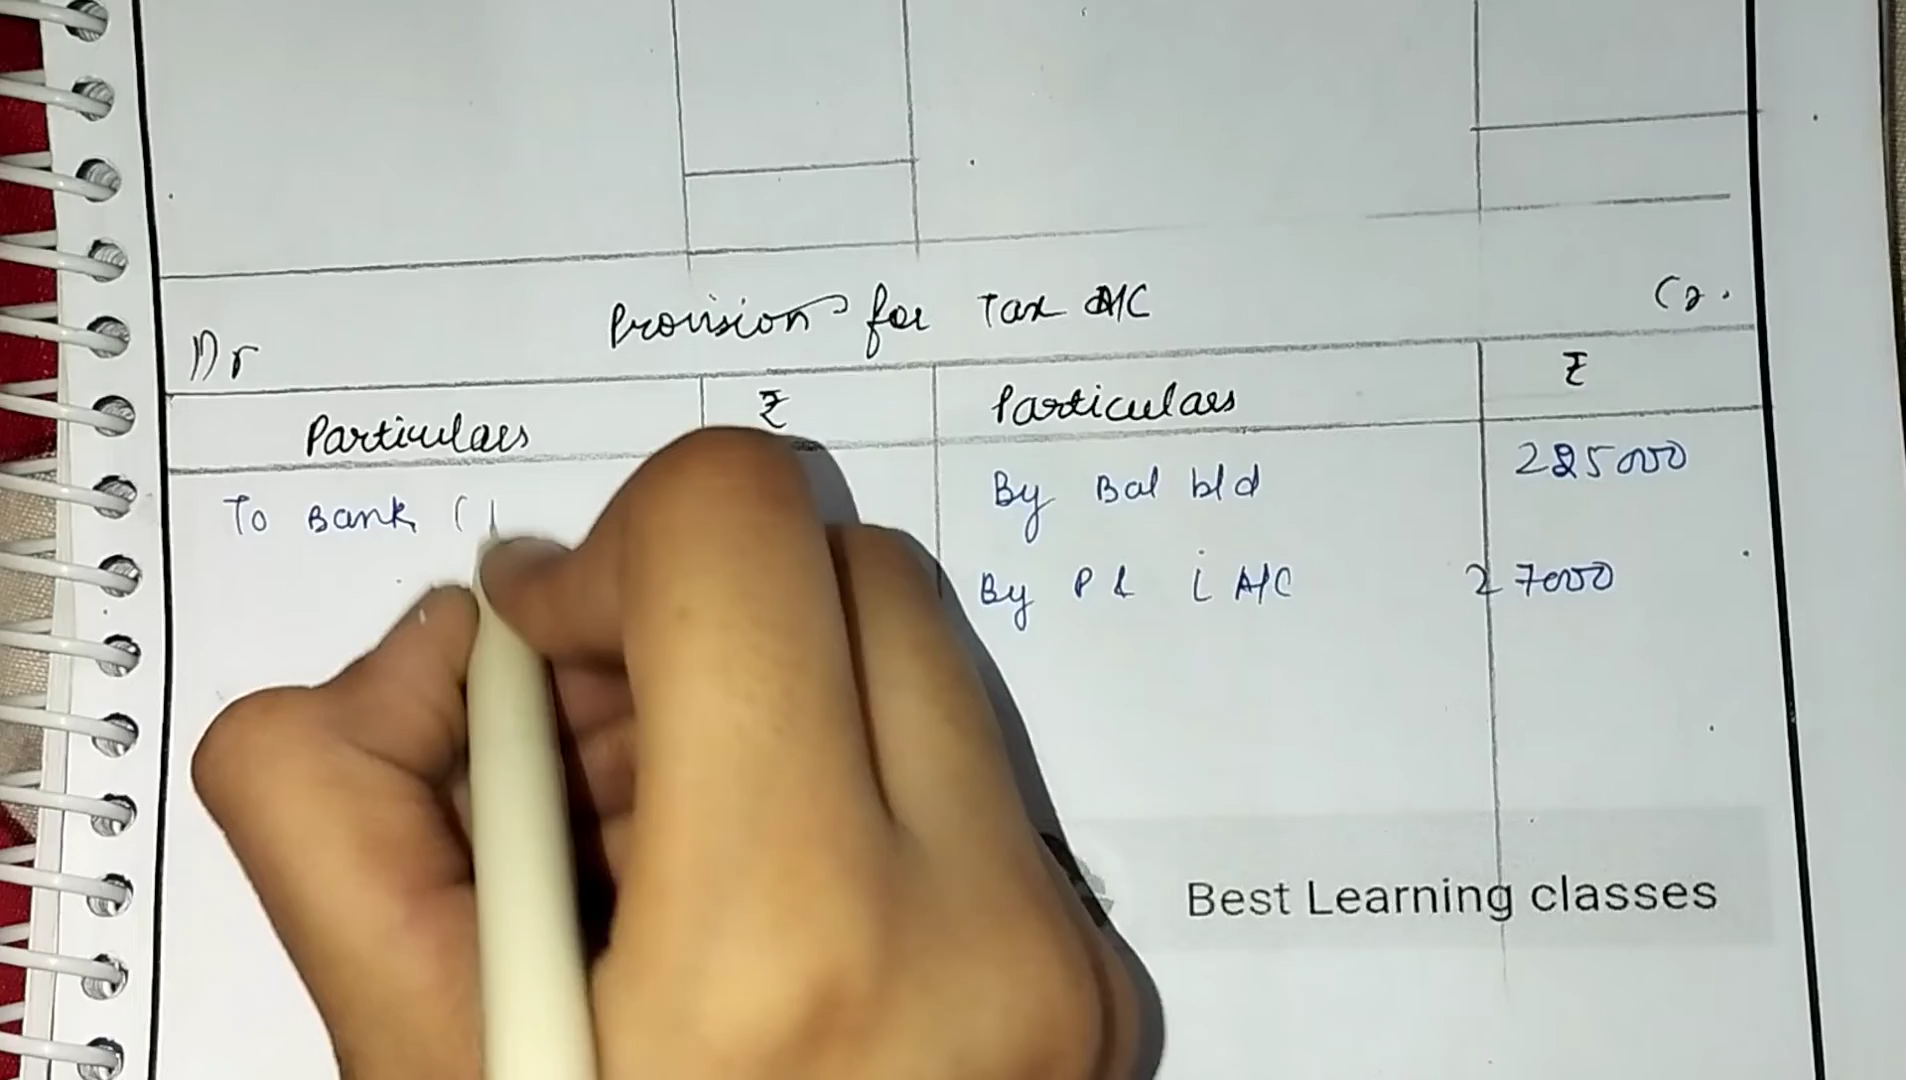 Provision for Tax A/C
Dr
Cr.
Particulars ₹ Particulars ₹
To Bank (
By Bal b/d 225000
By P & L A/C 27000
Best Learning classes